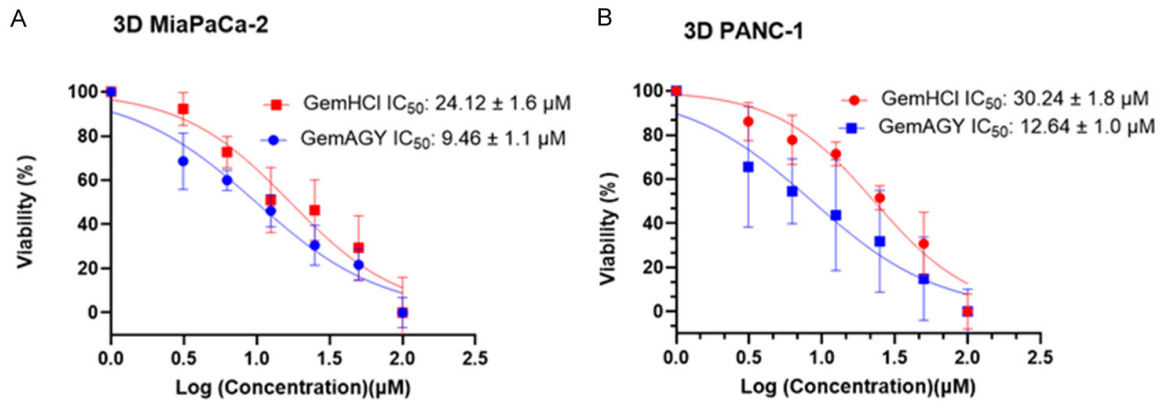 A
3D MiaPaCa-2
GemHCl IC50: 24.12 ± 1.6 µM
GemAGY IC50: 9.46 ± 1.1 µM
Viability (%)
100
80
60
40
20
0
0.0 0.5 1.0 1.5 2.0 2.5
Log (Concentration)(µM)
B
3D PANC-1
GemHCl IC50: 30.24 ± 1.8 µM
GemAGY IC50: 12.64 ± 1.0 µM
Viability (%)
100
80
60
40
20
0
0.0 0.5 1.0 1.5 2.0 2.5
Log (Concentration)(µM)